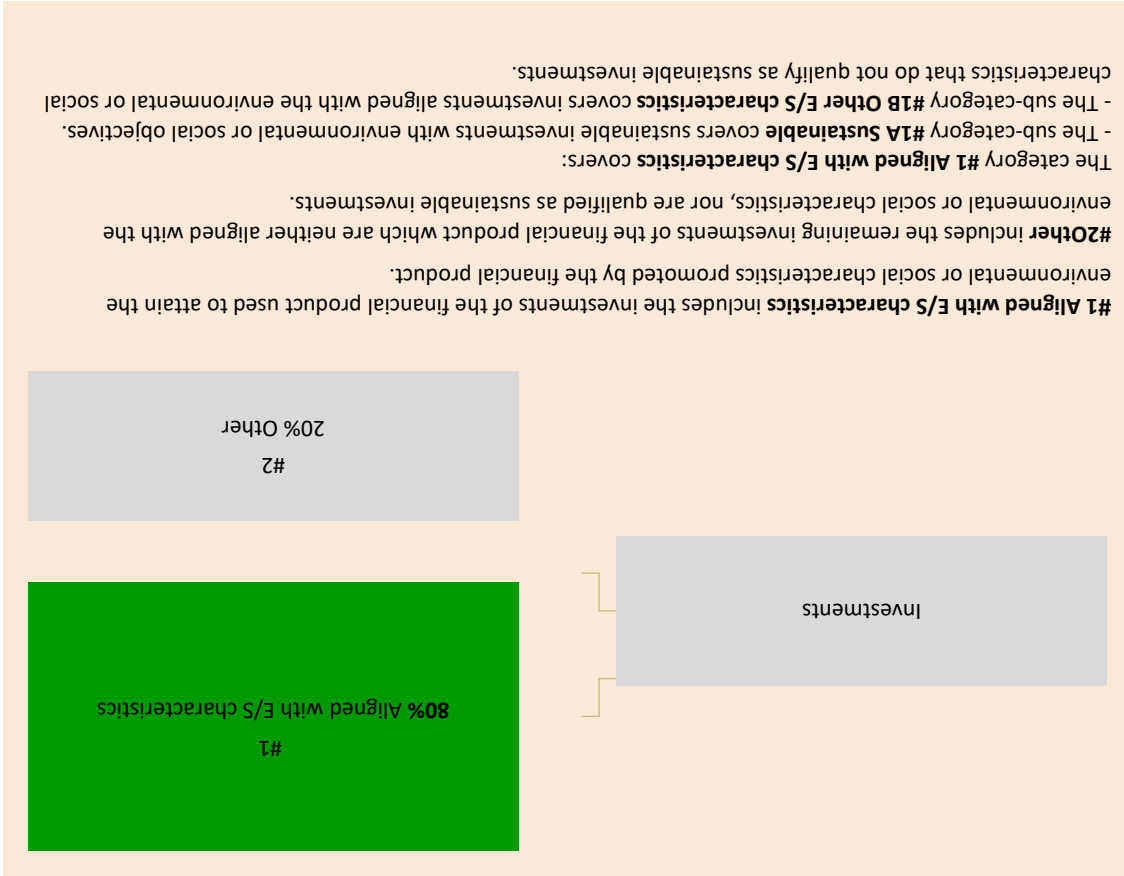 #1
80% Aligned with E/S characteristics
Investments
#2
20% Other
#1 Aligned with E/S characteristics includes the investments of the financial product used to attain the
environmental or social characteristics promoted by the financial product.
#2Other includes the remaining investments of the financial product which are neither aligned with the
environmental or social characteristics, nor are qualified as sustainable investments.
The category #1 Aligned with E/S characteristics covers:
- The sub-category #1A Sustainable covers sustainable investments with environmental or social objectives.
- The sub-category #1B Other E/S characteristics covers investments aligned with the environmental or social
characteristics that do not qualify as sustainable investments.